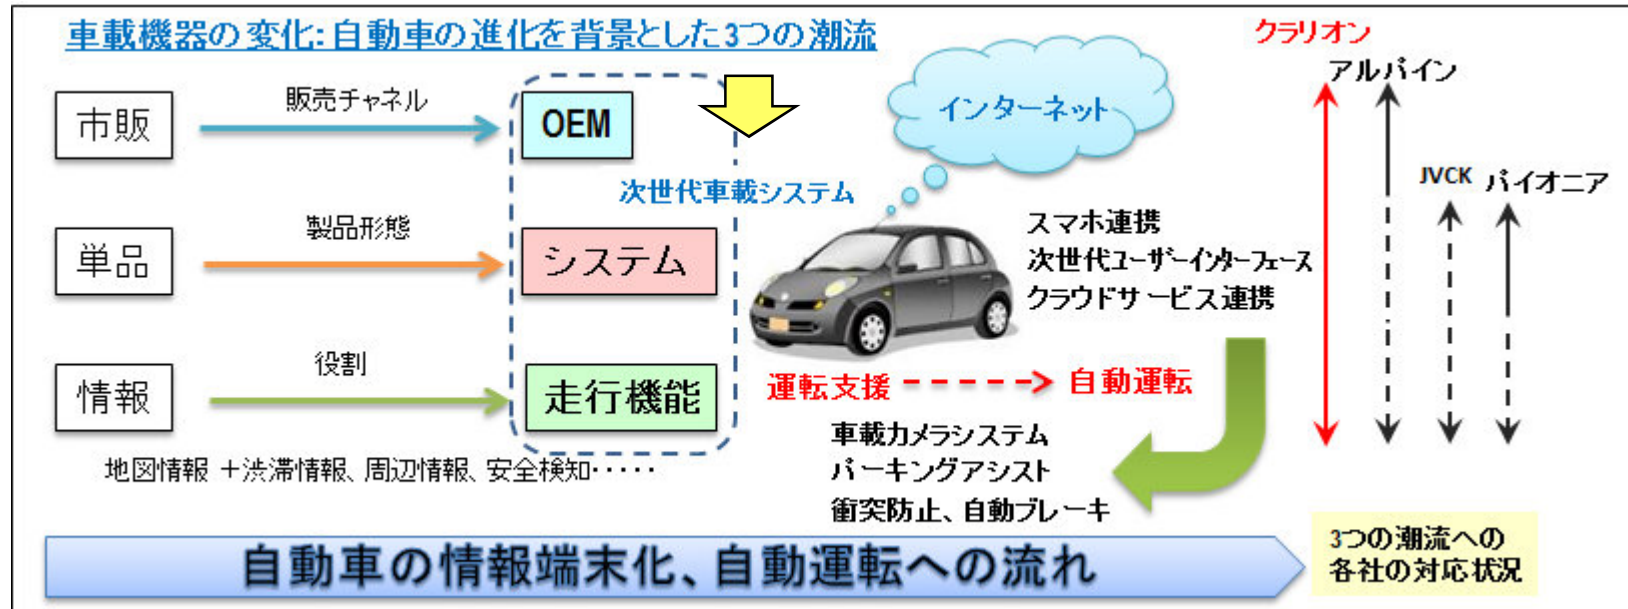 車載機器の変化:自動車の進化を背景とした3つの潮流
市販
販売チャネル
OEM
単品
製品形態
システム
情報
役割
走行機能
地図情報 +渋滞情報、周辺情報、安全検知・・・・・
インターネット
次世代車載システム
スマホ連携
次世代ユーザーインターフェース
クラウドサービス連携
運転支援
自動運転
車載カメラシステム
パーキングアシスト
衝突防止、自動ブレーキ
クラリオン
アルパイン
JVCK
パイオニア
自動車の情報端末化、自動運転への流れ
3つの潮流への
各社の対応状況